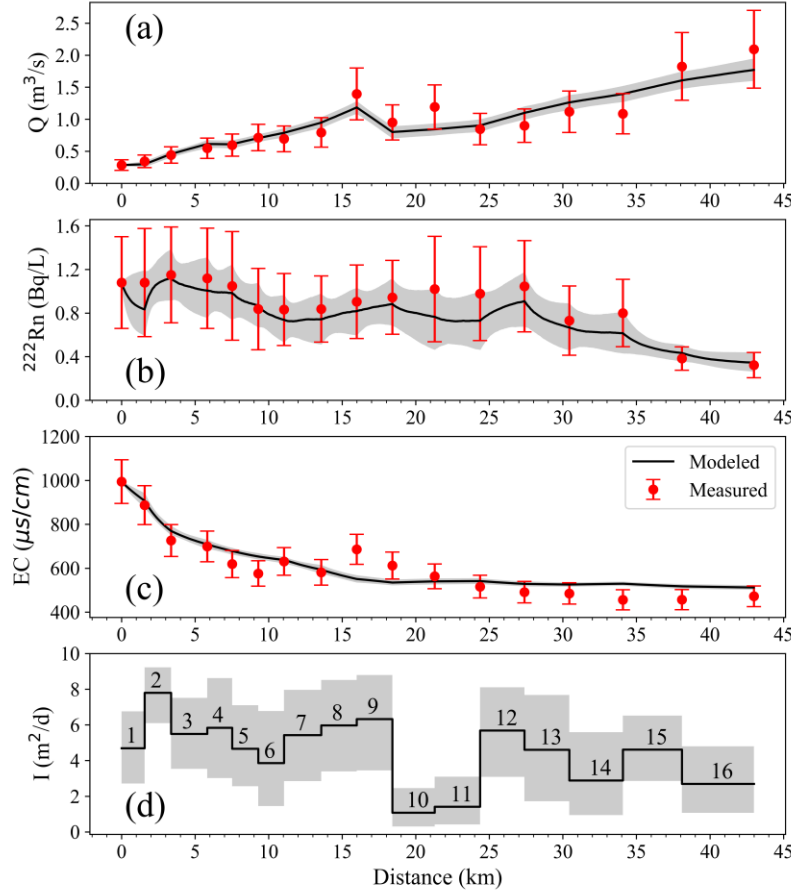 (a)
Q (m³/s)
2.5
2.0
1.5
1.0
0.5
0.0
0 5 10 15 20 25 30 35 40 45
(b)
²²²Rn (Bq/L)
1.6
1.2
0.8
0.4
0.0
0 5 10 15 20 25 30 35 40 45
(c)
EC (μs/cm)
1200
1000
800
600
400
Modeled
Measured
0 5 10 15 20 25 30 35 40 45
(d)
I (m²/d)
10
8
6
4
2
0
1 2 3 4 5 6 7 8 9 10 11 12 13 14 15 16
0 5 10 15 20 25 30 35 40 45
Distance (km)